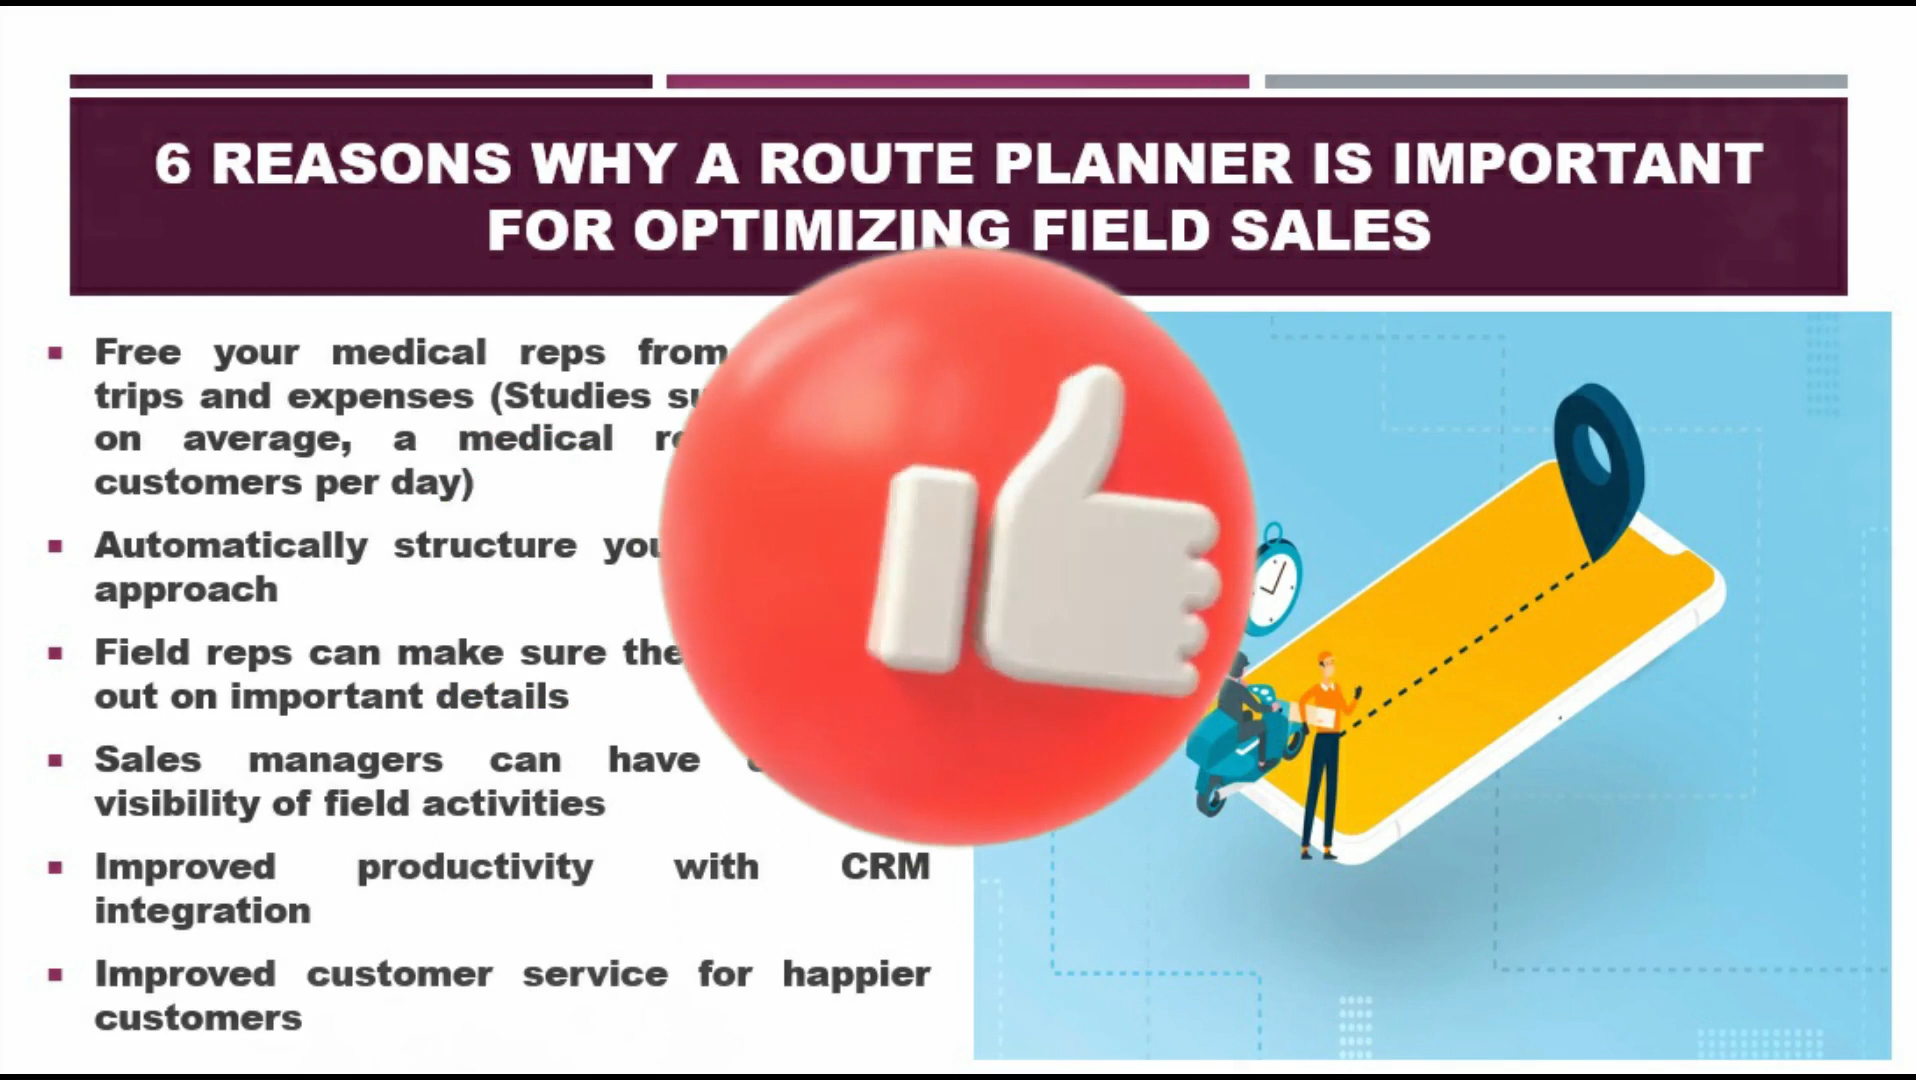 6 REASONS WHY A ROUTE PLANNER IS IMPORTANT
FOR OPTIMIZING FIELD SALES
Free your medical reps from
trips and expenses (Studies
on average, a medical
customers per day)
Automatically structure
approach
Field reps can make sure
out on important details
Sales managers can have
visibility of field activities
Improved productivity with CRM
integration
Improved customer service for happier
customers